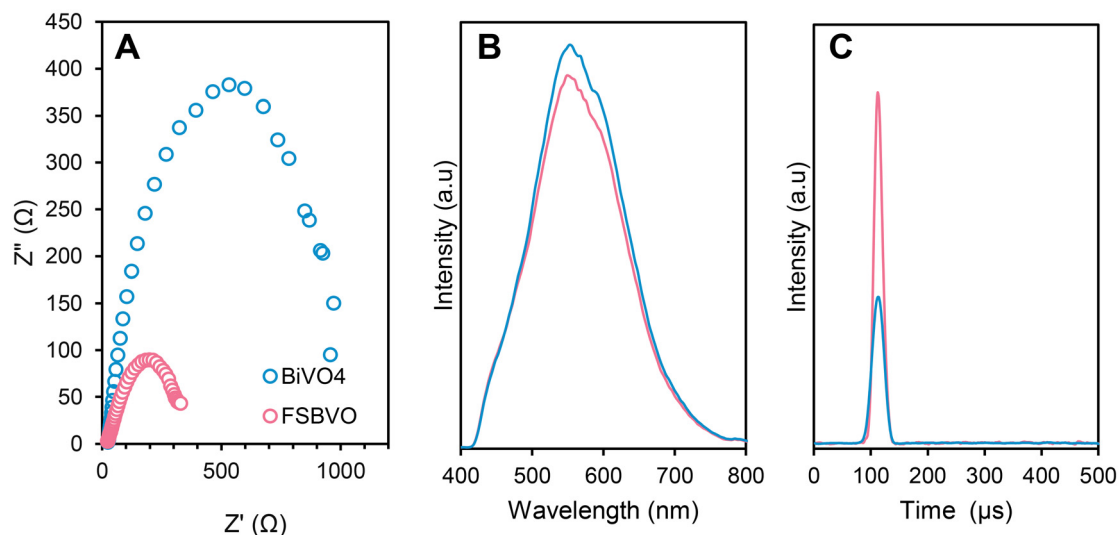 A
450
400
350
300
250
200
150
100
50
0
Z" (Ω)
BiVO4
FSBVO
0
500
1000
Z' (Ω)
B
Intensity (a.u)
400
500
600
700
800
Wavelength (nm)
C
Intensity (a.u)
0
100
200
300
400
500
Time (µs)